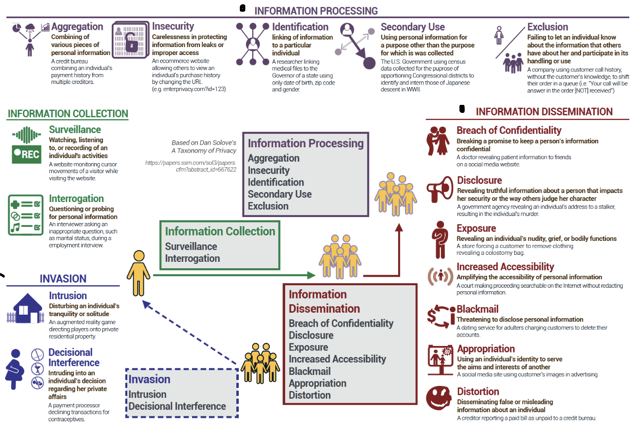 INFORMATION PROCESSING
Aggregation
Combining of
various pieces of
personal information
A credit bureau
combining an individual's
payment history from
multiple creditors.
Insecurity
Carelessness in protecting
information from leaks or
improper access
An ecommerce website
allowing others to view an
individual's purchase history
by changing the URL
(e.g. enterprivacy.com?id=123)
Identification
linking of information to
a particular
individual
A researcher linking
medical files to the
Governor of a state using
only date of birth, zip code
and gender.
Secondary Use
Using personal information for
a purpose other than the purpose
for which is was collected
The U.S. Government using census
data collected for the puprose of
apportioning Congressional districts to
identify and intern those of Japanese
descent in WWII
Exclusion
Failing to let an individual know
about the information that others
have about her and participate in its
handling or use
A company using customer call history,
without the customer's knowledge, to shift
their order in a queue (i.e. "Your call will be
answer in the order [NOT] received")
INFORMATION COLLECTION
Surveillance
Watching, listening
to, or recording of an
individual's activities
REC
A website monitoring cursor
movements of a visitor while
visiting the website.
Interrogation
Questioning or probing
for personal information
An interviewer asking an
inappropriate question, such
as marital status, during a
employment interview.
INVASION
Intrusion
Disturbing an individual's
tranquility or solitude
An augmented reality game
directing players onto private
residential property.
Decisional
Interference
Intruding into an
individual's decision
regarding her private
affairs
A payment processor
declining transactions for
contraceptives.
Based on Dan Solove's
A Taxonomy of Privacy
https://papers.ssrn.com/sol3/papers.
cfm?abstract_id=667622
Information Processing
Aggregation
Insecurity
Identification
Secondary Use
Exclusion
Information Collection
Surveillance
Interrogation
Information
Dissemination
Breach of Confidentiality
Disclosure
Exposure
Increased Accessibility
Blackmail
Appropriation
Distortion
Invasion
Intrusion
Decisional Interference
INFORMATION DISSEMINATION
Breach of Confidentiality
Breaking a promise to keep a person's information
confidential
A doctor revealing patient information to friends
on a social media website.
Disclosure
Revealing truthful information about a person that impacts
her security or the way others judge her character
A government agency revealing an individual's address to a stalker,
resulting in the individual's murder.
Exposure
Revealing an individual's nudity, grief, or bodily functions
A store forcing a customer to remove clothing
revealing a colostomy bag.
Increased Accessibility
Amplifying the accessibility of personal information
A court making proceeding searchable on the Internet without redacting
personal information.
Blackmail
Threatening to disclose personal information
A dating service for adulters charging customers to delete their
accounts.
Appropriation
Using an individual's identity to serve
the aims and interests of another
A social media site using customer's images in advertising
Distortion
Disseminating false or misleading
information about an individual
A creditor reporting a paid bill as unpaid to a credit bureau.